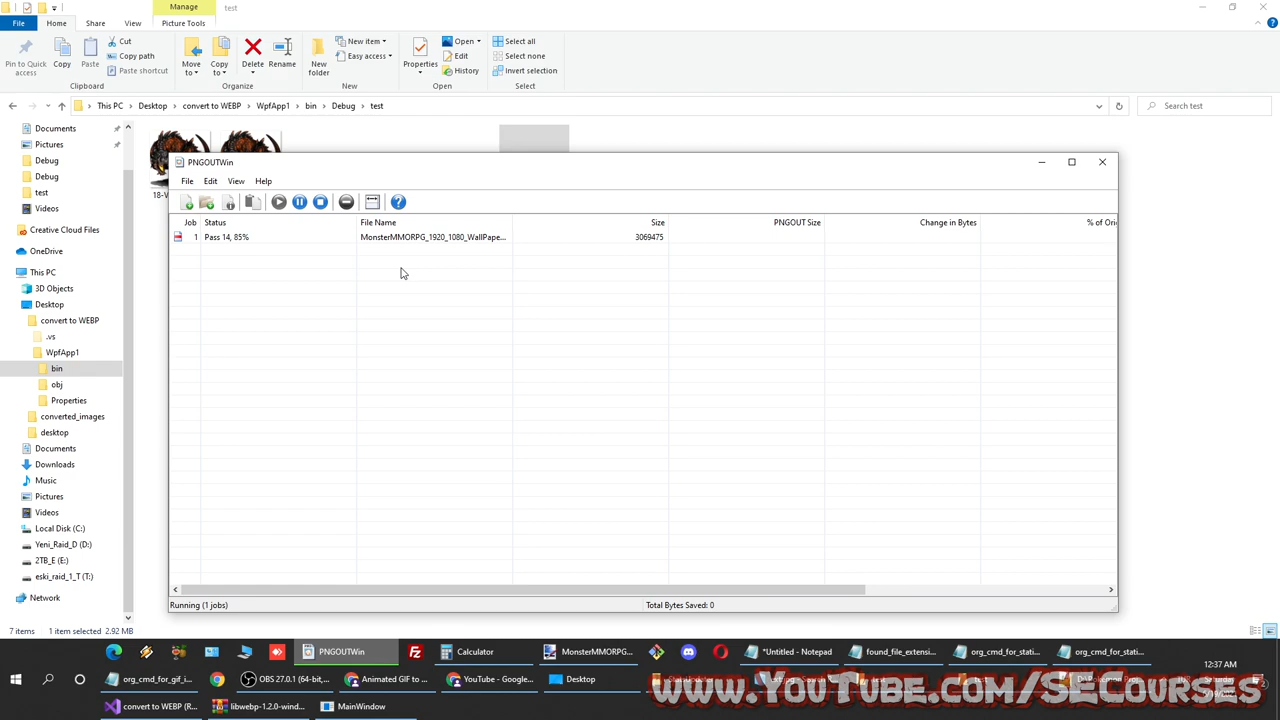 Manage
test
File
Home
Share
View
Picture Tools
Pin to Quick access
Copy
Paste
Cut
Copy path
Paste shortcut
Move to
Copy to
Delete
Rename
New folder
New item
Easy access
Properties
Open
Edit
History
Select all
Select none
Invert selection
Clipboard
Organize
New
Open
Select
This PC
Desktop
convert to WEBP
WpfApp1
bin
Debug
test
Search test
Documents
Pictures
Debug
Debug
test
Videos
Creative Cloud Files
OneDrive
This PC
3D Objects
Desktop
convert to WEBP
.vs
WpfApp1
bin
obj
Properties
converted_images
desktop
Documents
Downloads
Music
Pictures
Videos
Local Disk (C:)
Yeni_Raid_D (D:)
2TB_E (E:)
eski_raid_1_T (T:)
Network
7 items
1 item selected 2.92 MB
18-V
PNGOUTWin
File Edit View Help
Job Status File Name Size PNGOUT Size Change in Bytes % of Ori
1 Pass 14, 85% MonsterMMORPG_1920_1080_WallPape... 3069475
Running (1 jobs)
Total Bytes Saved: 0
PNGOUTWin
Calculator
MonsterMMORPG...
*Untitled - Notepad
found_file_extensi...
org_cmd_for_stati...
org_cmd_for_stati...
12:37 AM
org_cmd_for_gif_i...
OBS 27.0.1 (64-bit,...
Animated GIF to ...
YouTube - Google...
Desktop
Saturday
www.YouTube.com/SECourses
convert to WEBP (R...
libwebp-1.2.0-wind...
MainWindow